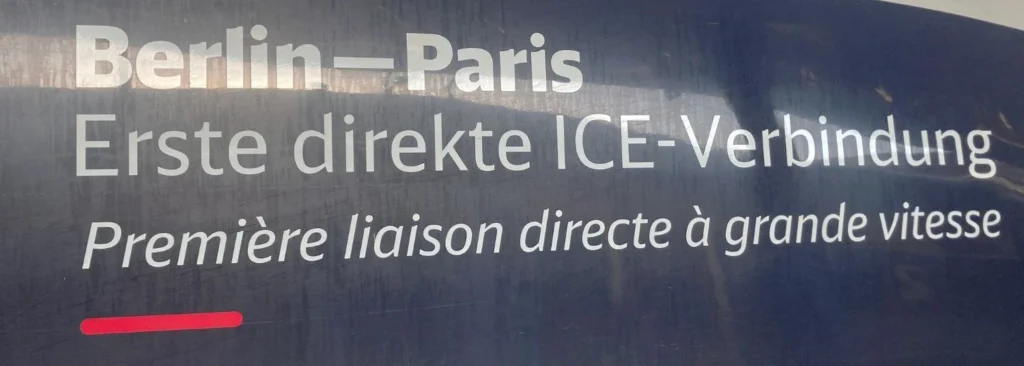 Berlin—Paris
Erste direkte ICE-Verbindung
Première liaison directe à grande vitesse